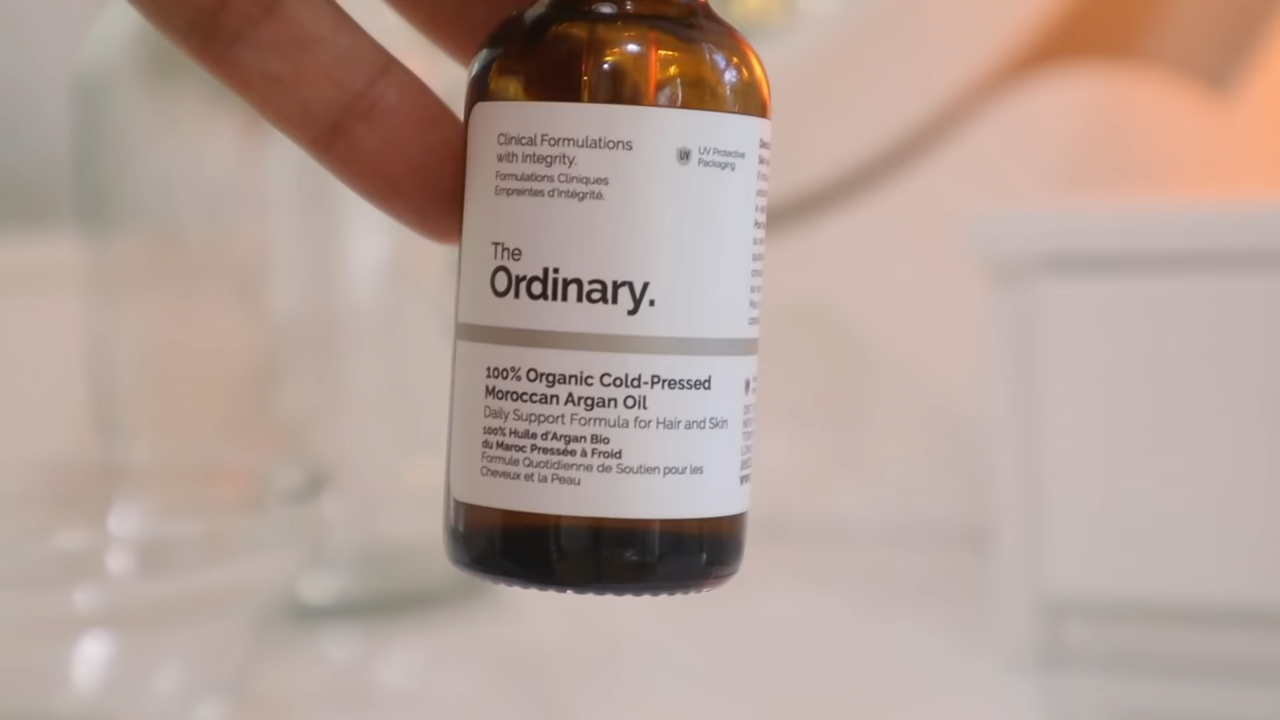 Clinical Formulations
with Integrity.
Formulations Cliniques
Empreintes d'Intégrité.
UV
UV Protective
Packaging
The
Ordinary.
100% Organic Cold-Pressed
Moroccan Argan Oil
Daily Support Formula for Hair and Skin
100% Huile d'Argan Bio
du Maroc Pressée à Froid
Formule Quotidienne de Soutien pour les
Cheveux et la Peau